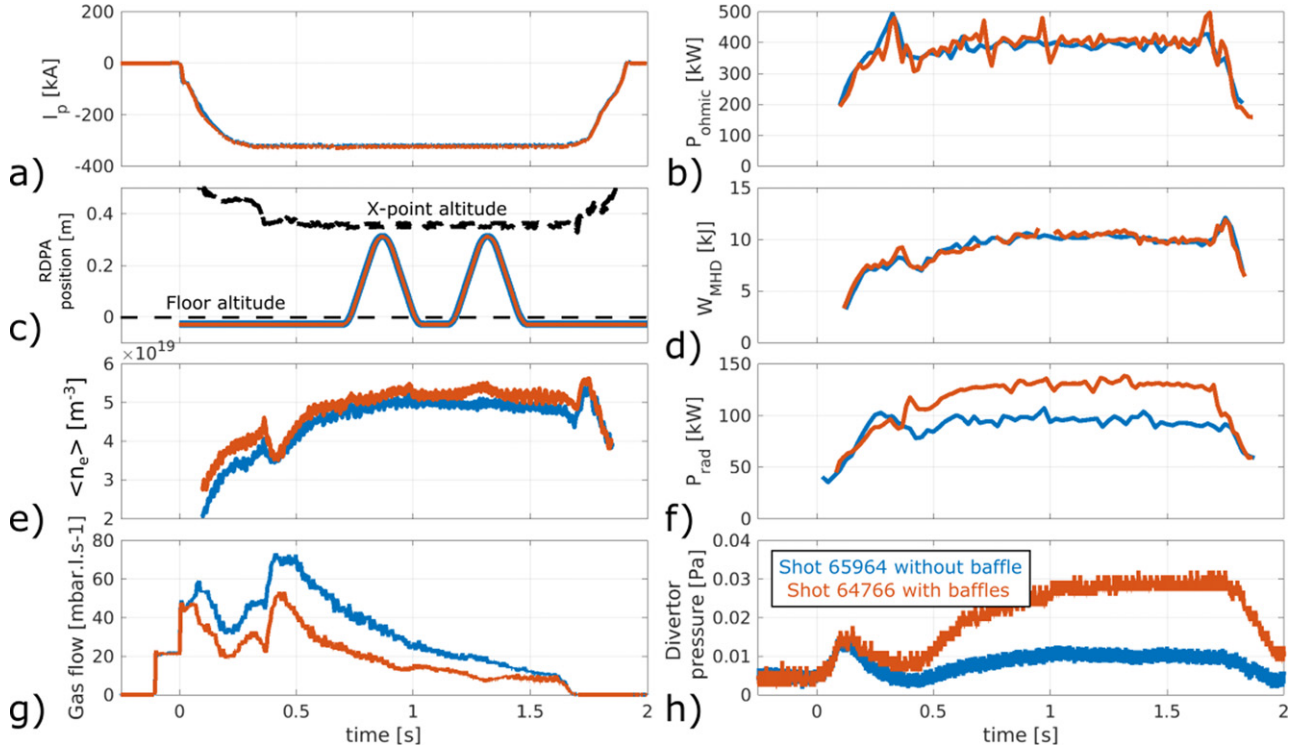 200
0
-200
-400
I_p [kA]
a)
500
400
300
200
100
0
P_ohmic [kW]
b)
0.4
0.2
0
RDPA
position [m]
X-point altitude
Floor altitude
c)
15
10
5
0
W_MHD [kJ]
d)
×10^19
6
5
4
3
2
<n_e> [m^-3]
e)
150
100
50
0
P_rad [kW]
f)
80
60
40
20
0
Gas flow [mbar.l.s-1]
g)
0 0.5 1 1.5 2
time [s]
0.04
0.03
0.02
0.01
0
Divertor
pressure [Pa]
Shot 65964 without baffle
Shot 64766 with baffles
h)
0 0.5 1 1.5 2
time [s]